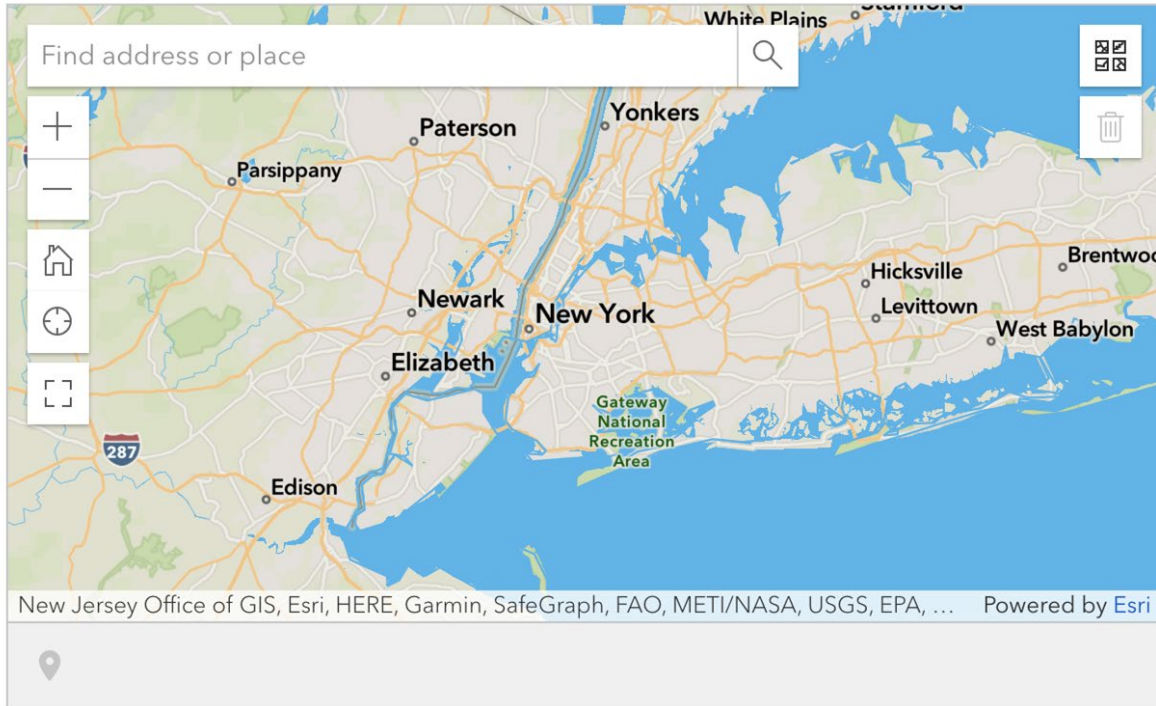 White Plains
Stamford
Find address or place
Yonkers
Paterson
Parsippany
Brentwoo
Hicksville
Newark
Levittown
New York
West Babylon
Elizabeth
Gateway
National
Recreation
Area
287
Edison
New Jersey Office of GIS, Esri, HERE, Garmin, SafeGraph, FAO, METI/NASA, USGS, EPA, ...
Powered by Esri